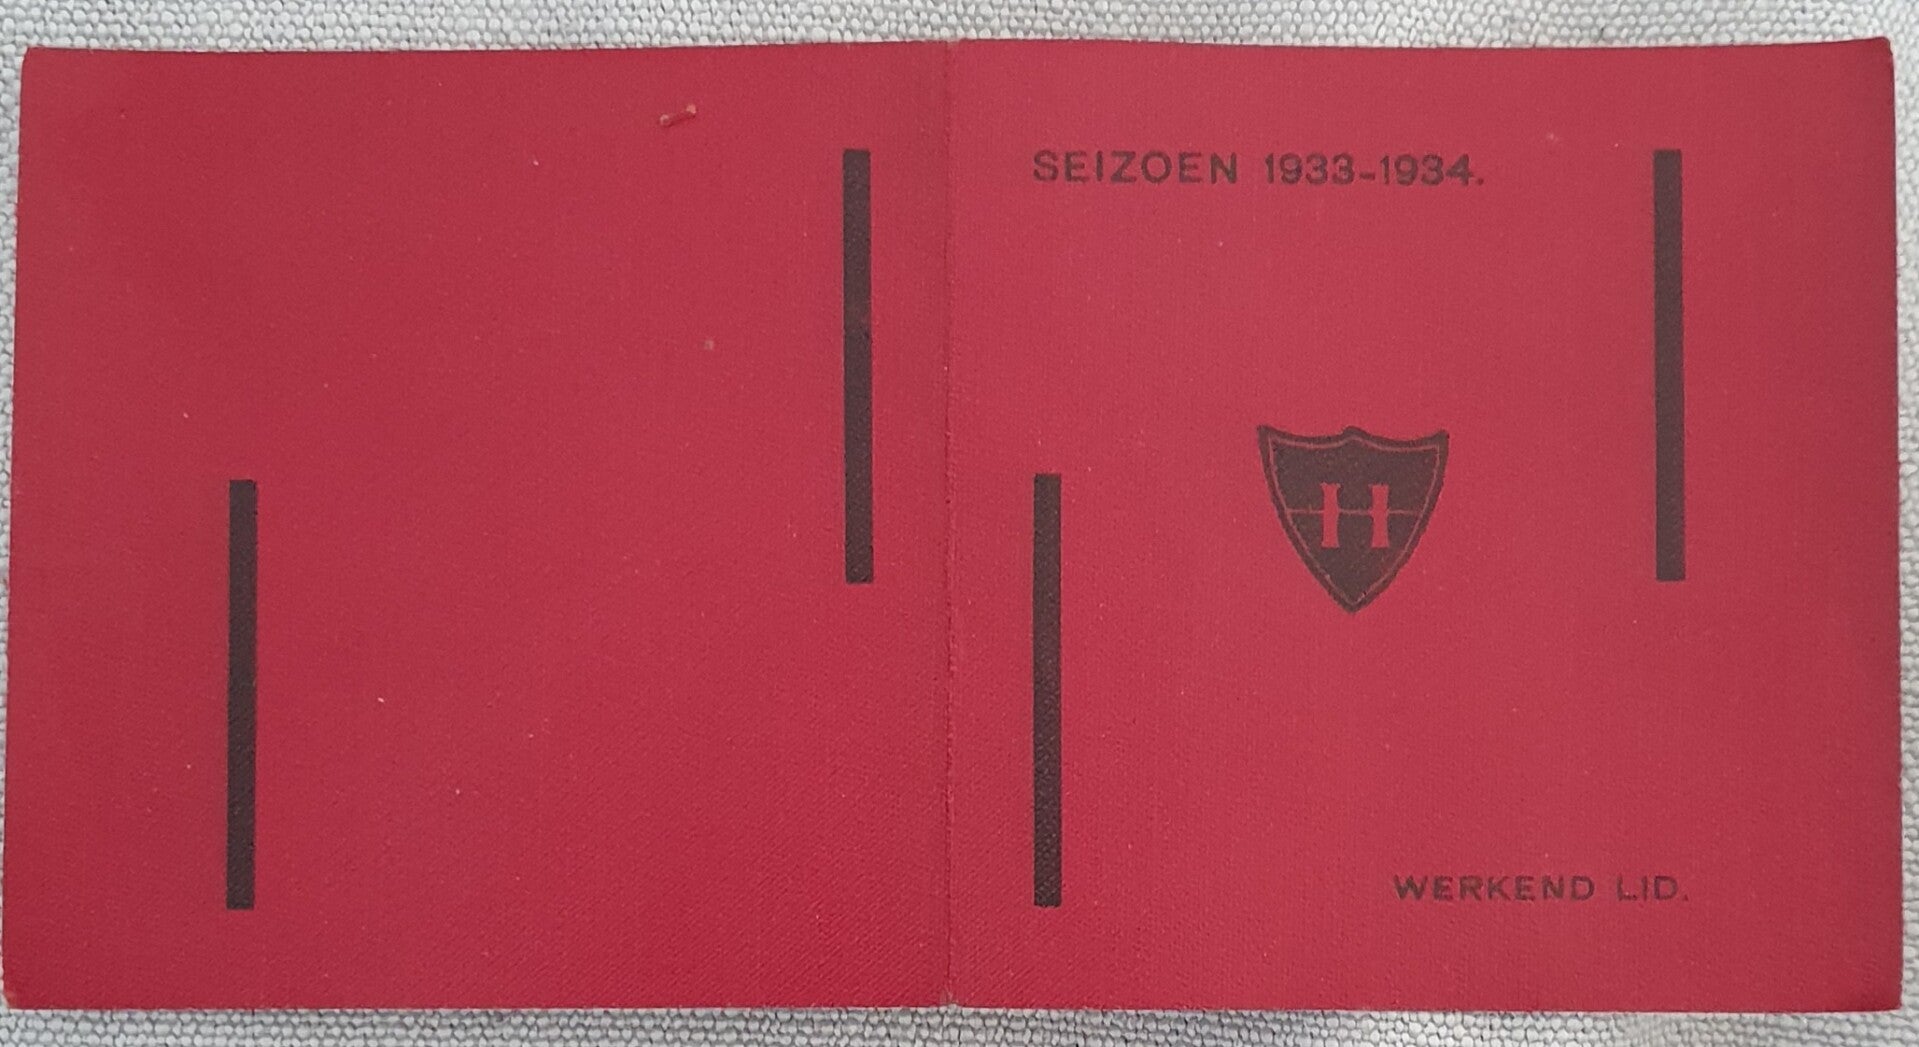 SEIZOEN 1933-1934.
H
WERKEND LID.